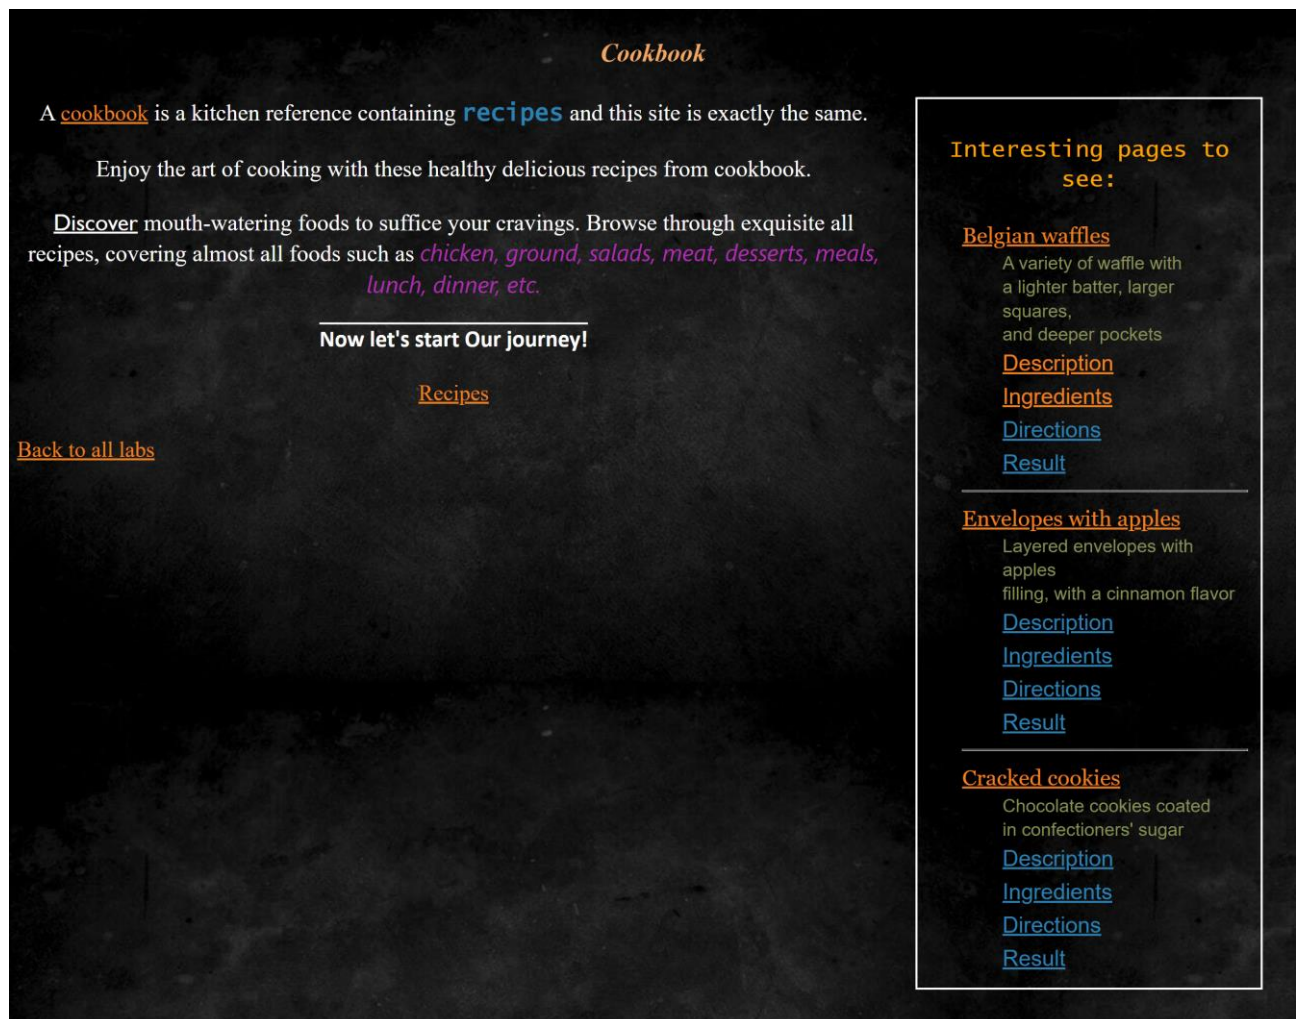 Cookbook
A cookbook is a kitchen reference containing recipes and this site is exactly the same.
Enjoy the art of cooking with these healthy delicious recipes from cookbook.
Discover mouth-watering foods to suffice your cravings. Browse through exquisite all
recipes, covering almost all foods such as chicken, ground, salads, meat, desserts, meals,
lunch, dinner, etc.
Now let's start Our journey!
Recipes
Back to all labs
Interesting pages to
see:
Belgian waffles
A variety of waffle with
a lighter batter, larger
squares,
and deeper pockets
Description
Ingredients
Directions
Result
Envelopes with apples
Layered envelopes with
apples
filling, with a cinnamon flavor
Description
Ingredients
Directions
Result
Cracked cookies
Chocolate cookies coated
in confectioners' sugar
Description
Ingredients
Directions
Result